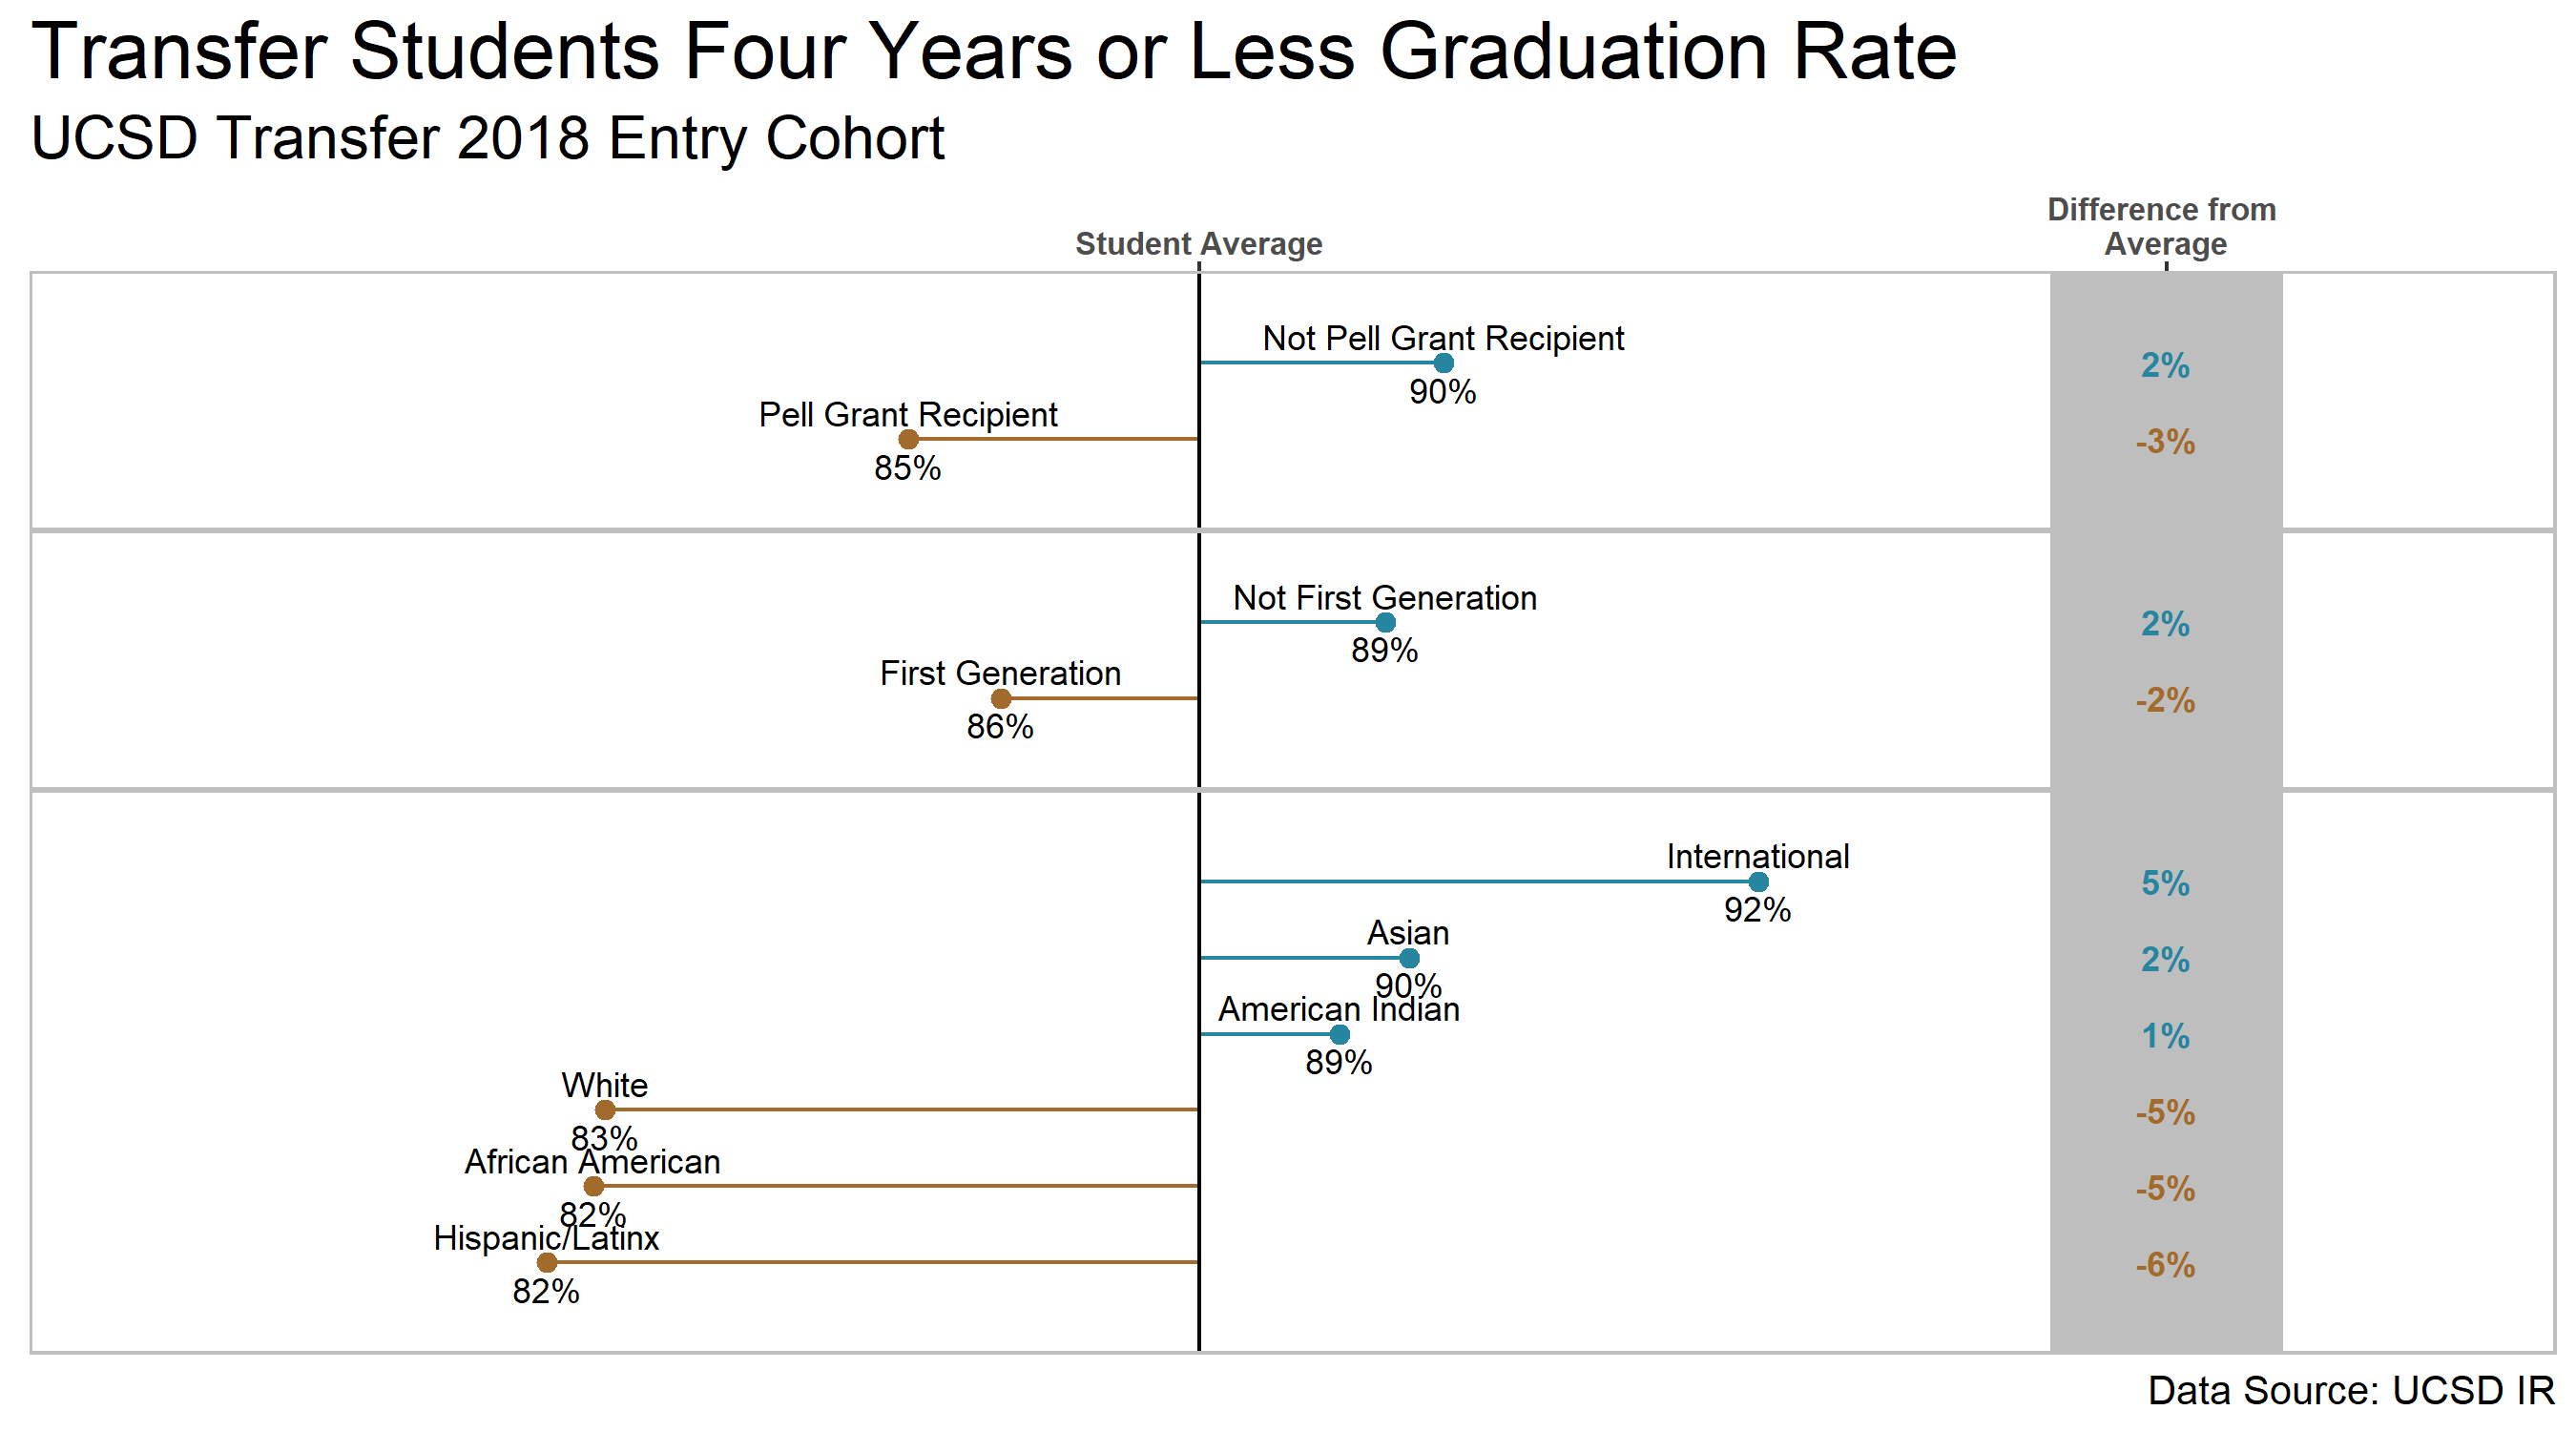 Transfer Students Four Years or Less Graduation Rate
UCSD Transfer 2018 Entry Cohort
Difference from
Student Average
Average
Not Pell Grant Recipient
2%
90%
Pell Grant Recipient
-3%
85%
Not First Generation
2%
89%
First Generation
-2%
86%
International
5%
92%
Asian
2%
90%
American Indian
1%
89%
White
-5%
83%
African American
-5%
82%
Hispanic/Latinx
-6%
82%
Data Source: UCSD IR